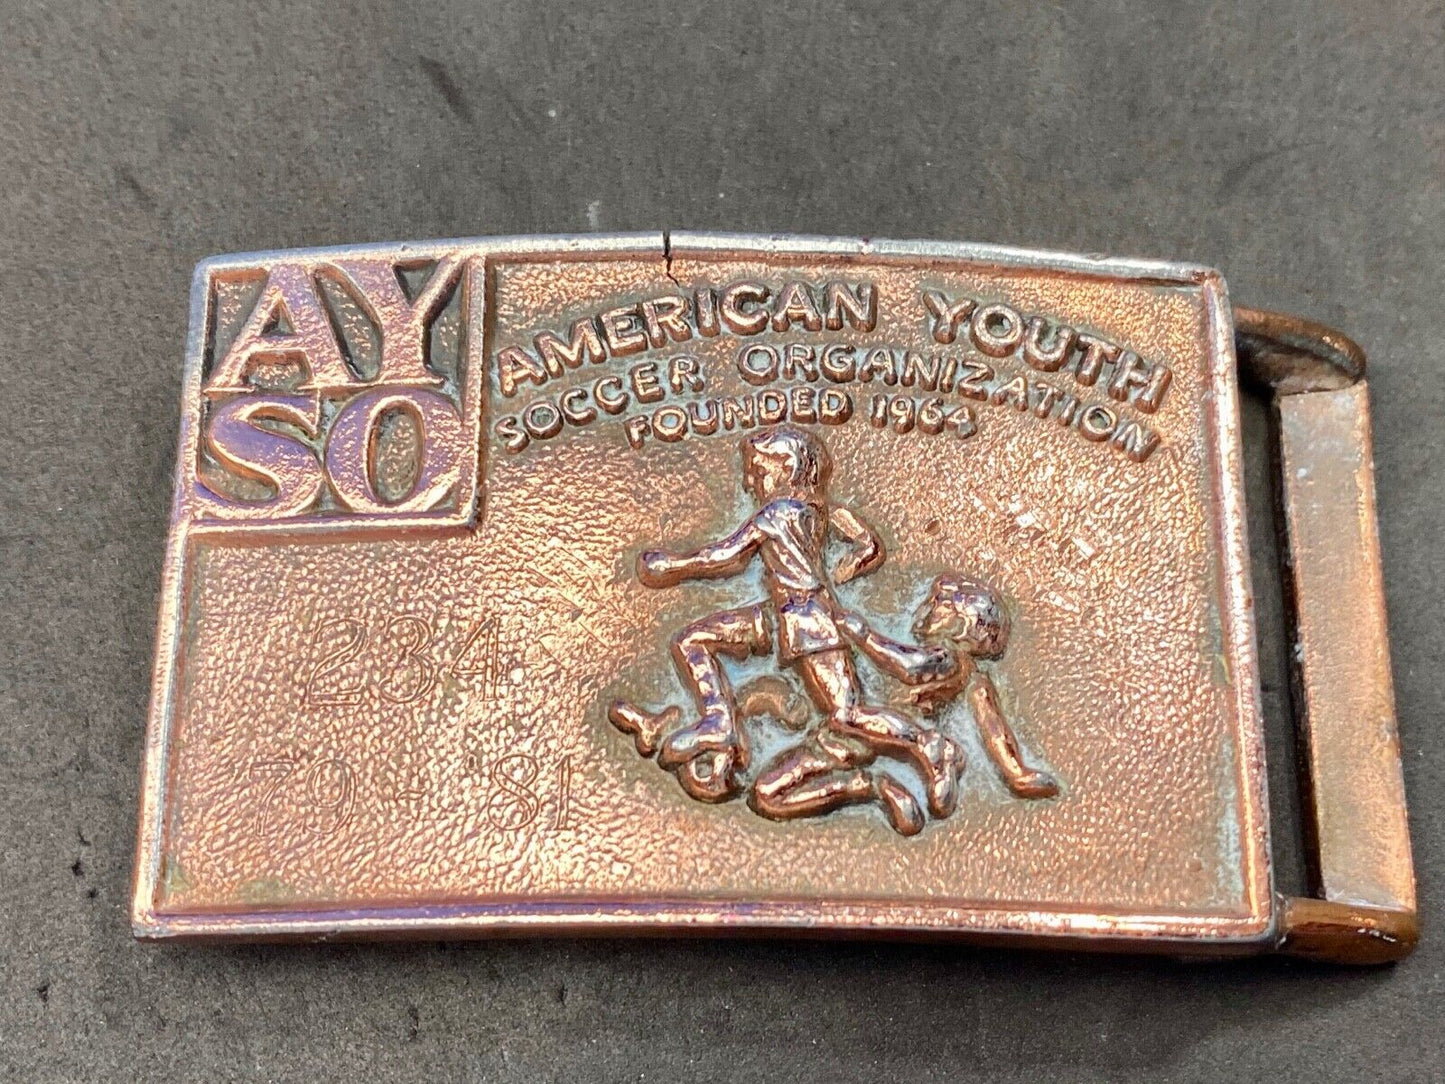 AY
SO
AMERICAN YOUTH
SOCCER ORGANIZATION
FOUNDED 1964
234
79 - '81